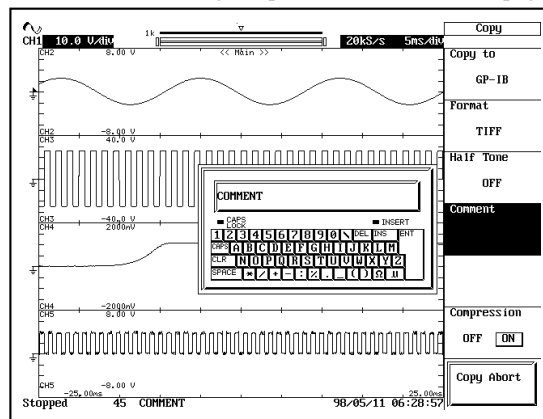 CH1 10.0 V/div
1k
20kS/s 5ms/div
<< Main >>
CH2 8.00 V
CH2 -8.00 V
CH3 40.0 V
CH3 -40.0 V
CH4 2000mV
CH4 -2000mV
CH5 8.00 V
CH5 -8.00 V
-25.00ms 25.00ms
Stopped 45 COMMENT 98/05/11 06:28:57
COMMENT
CAPS LOCK INSERT
1 2 3 4 5 6 7 8 9 0 \ DEL INS ENT
CAPS A B C D E F G H I J K L M
CLR N O P Q R S T U V W X Y Z
SPACE * / + - : % . _ ( ) Ω µ
Copy
Copy to
GP-IB
Format
TIFF
Half Tone
OFF
Comment
Compression
OFF ON
Copy Abort